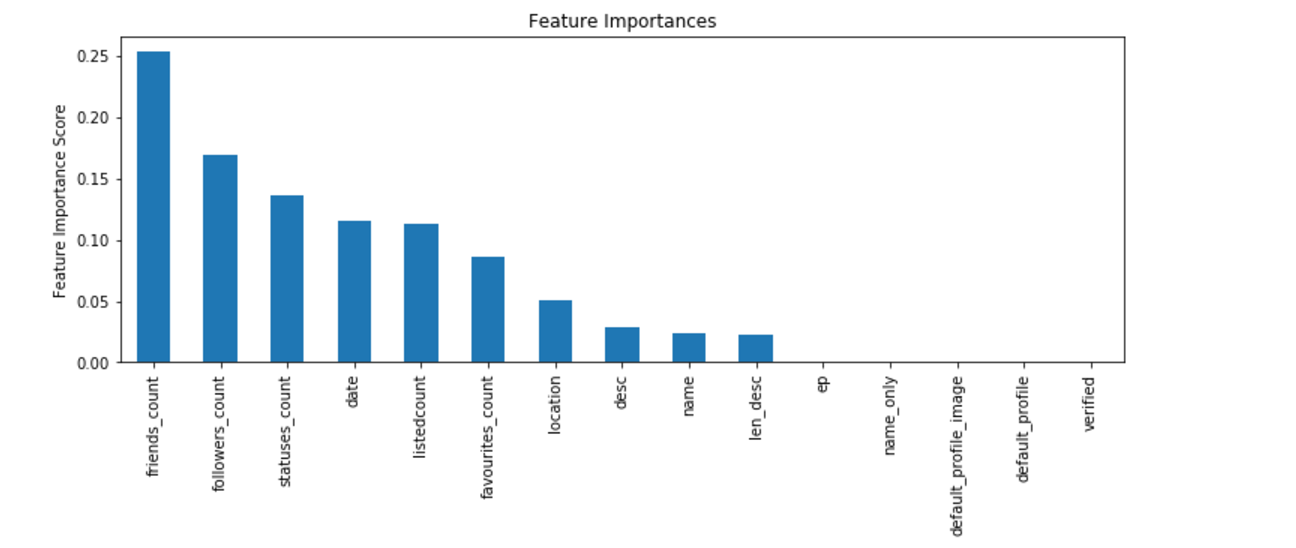 Feature Importances
Feature Importance Score
0.25
0.20
0.15
0.10
0.05
0.00
friends_count
followers_count
statuses_count
date
listedcount
favourites_count
location
desc
name
len_desc
ep
name_only
default_profile_image
default_profile
verified